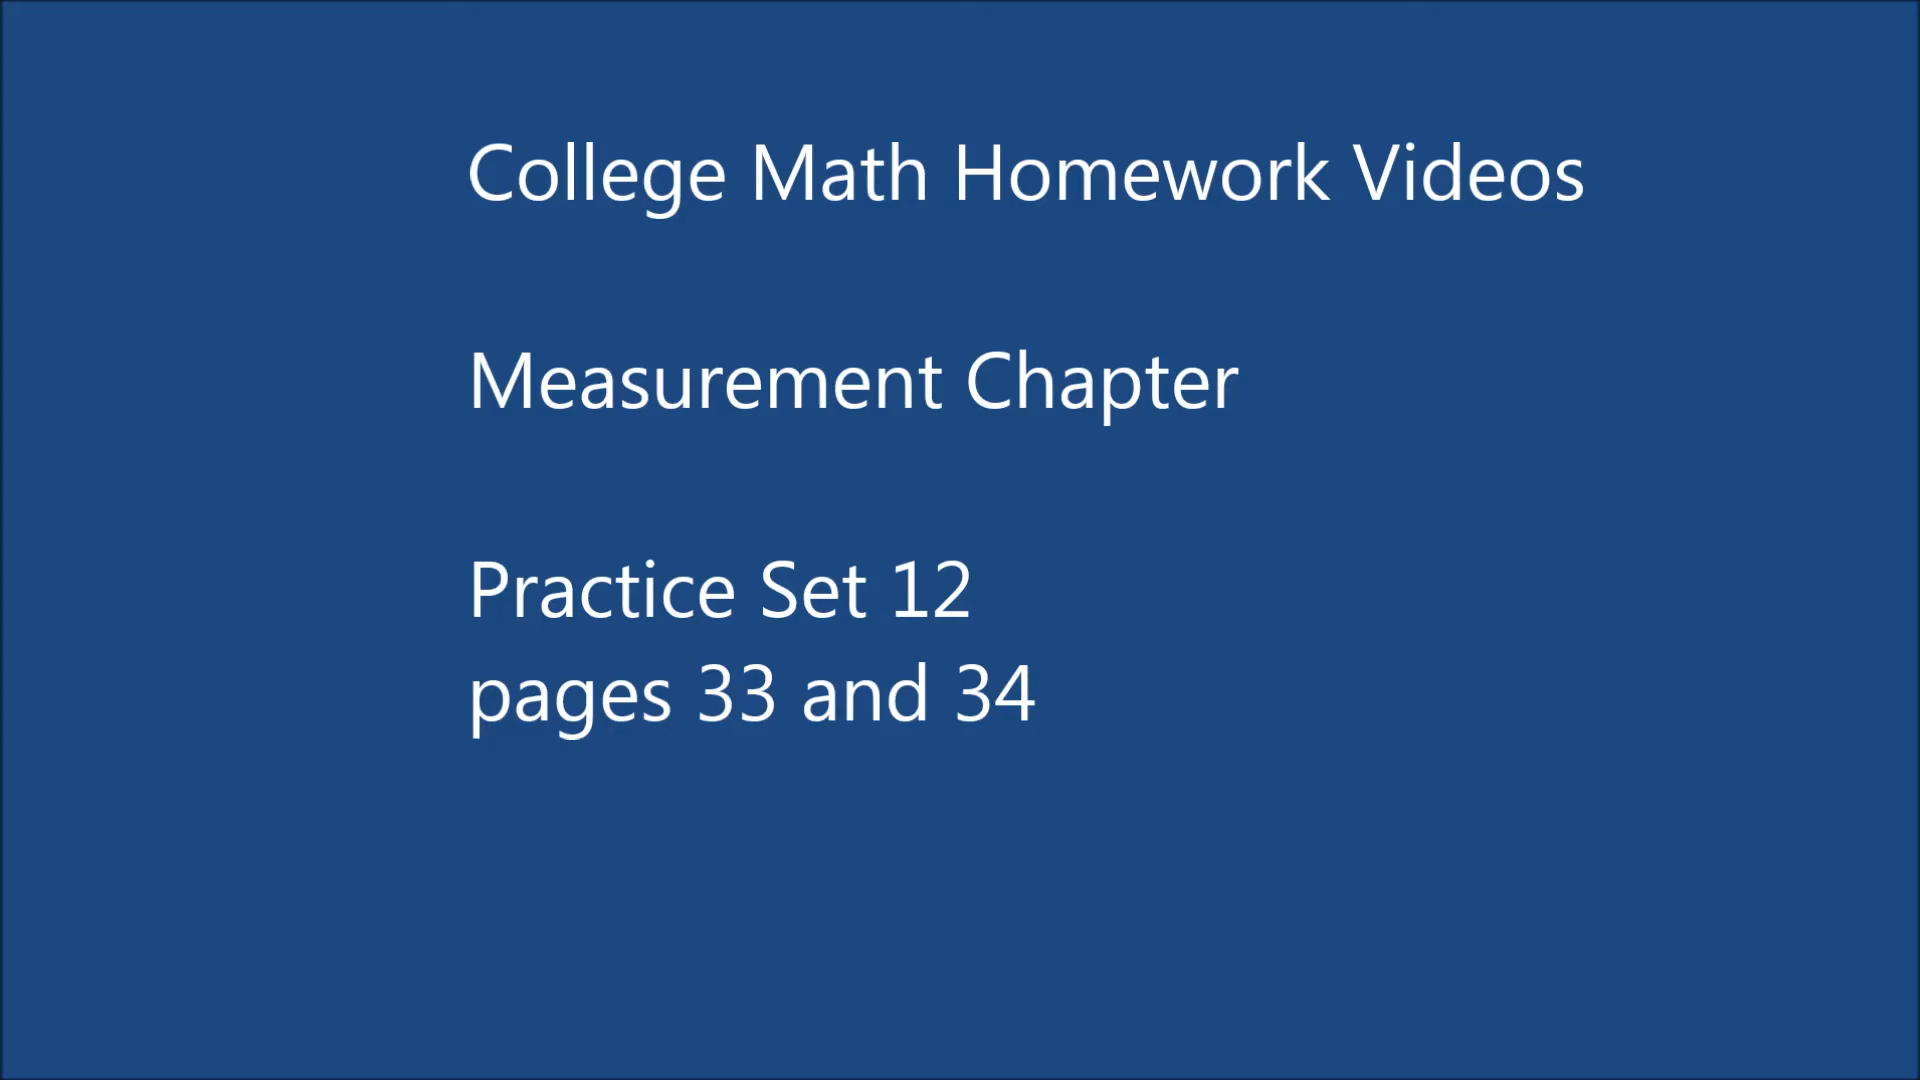 College Math Homework Videos
Measurement Chapter
Practice Set 12
pages 33 and 34